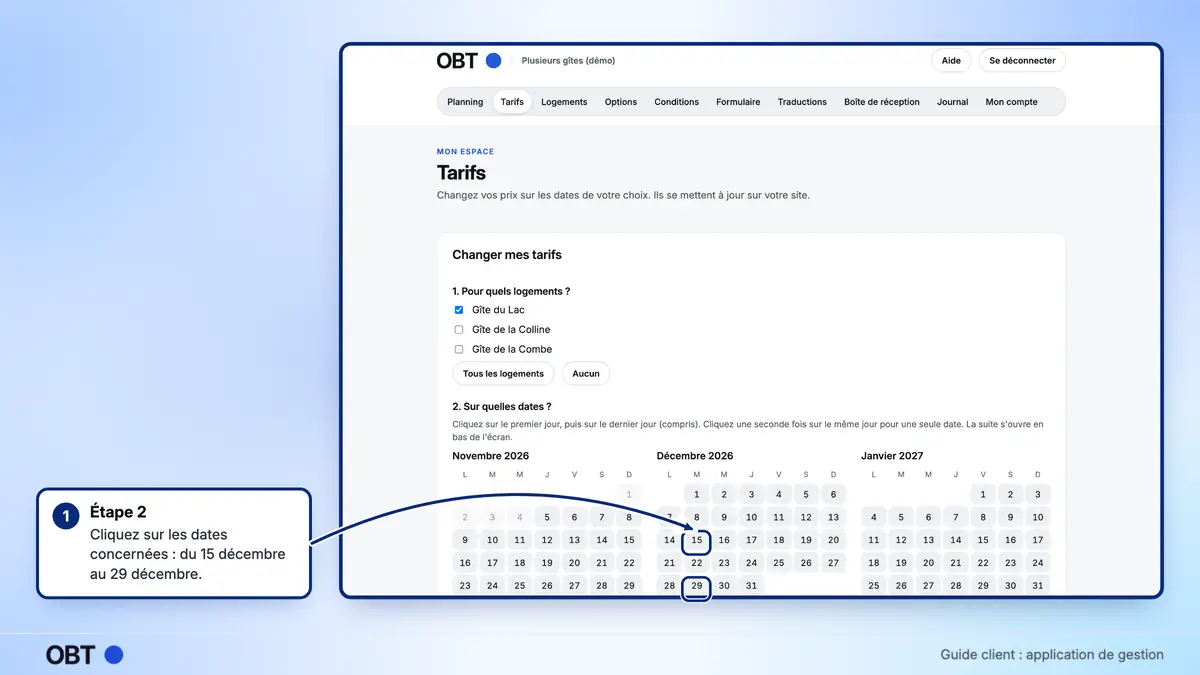 OBT
Plusieurs gîtes (démo)
Aide
Se déconnecter
Planning
Tarifs
Logements
Options
Conditions
Formulaire
Traductions
Boîte de réception
Journal
Mon compte
MON ESPACE
Tarifs
Changez vos prix sur les dates de votre choix. Ils se mettent à jour sur votre site.
Changer mes tarifs
1. Pour quels logements ?
Gîte du Lac
Gîte de la Colline
Gîte de la Combe
Tous les logements
Aucun
2. Sur quelles dates ?
Cliquez sur le premier jour, puis sur le dernier jour (compris). Cliquez une seconde fois sur le même jour pour une seule date. La suite s'ouvre en
bas de l'écran.
Novembre 2026
L M M J V S D
1
2 3 4 5 6 7 8
9 10 11 12 13 14 15
16 17 18 19 20 21 22
23 24 25 26 27 28 29
Décembre 2026
L M M J V S D
1 2 3 4 5 6
7 8 9 10 11 12 13
14 15 16 17 18 19 20
21 22 23 24 25 26 27
28 29 30 31
Janvier 2027
L M M J V S D
1 2 3
4 5 6 7 8 9 10
11 12 13 14 15 16 17
18 19 20 21 22 23 24
25 26 27 28 29 30 31
1
Étape 2
Cliquez sur les dates
concernées : du 15 décembre
au 29 décembre.
OBT
Guide client : application de gestion